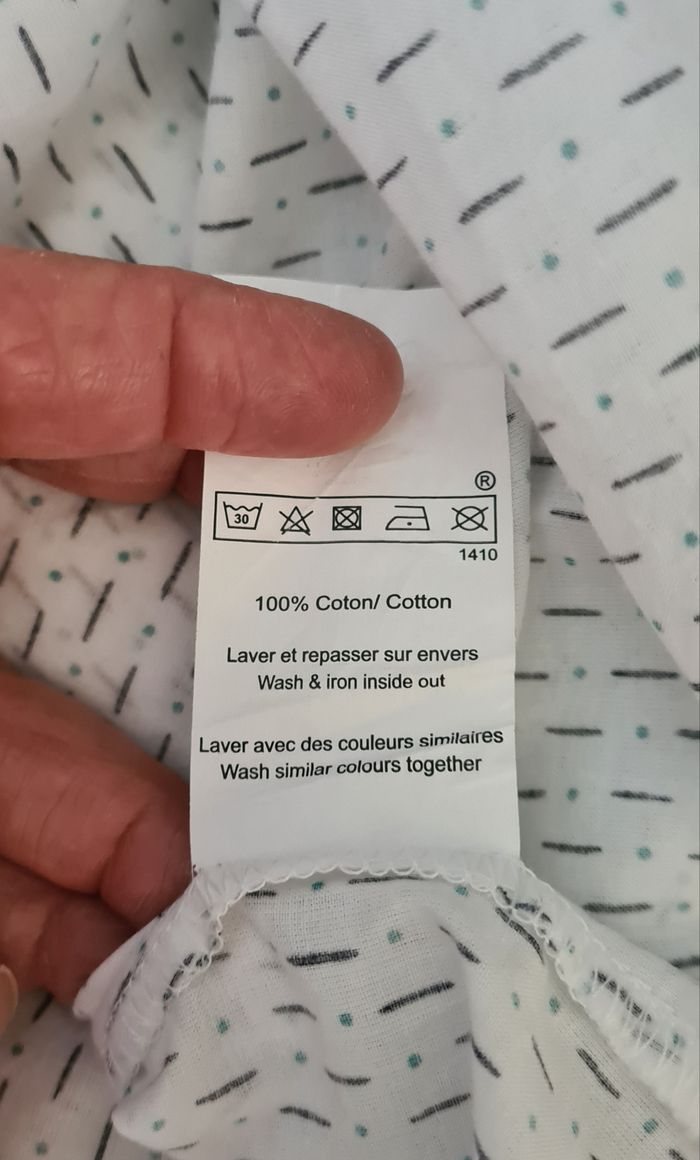 ®
30
1410
100% Coton/ Cotton
Laver et repasser sur envers
Wash & iron inside out
Laver avec des couleurs similaires
Wash similar colours together